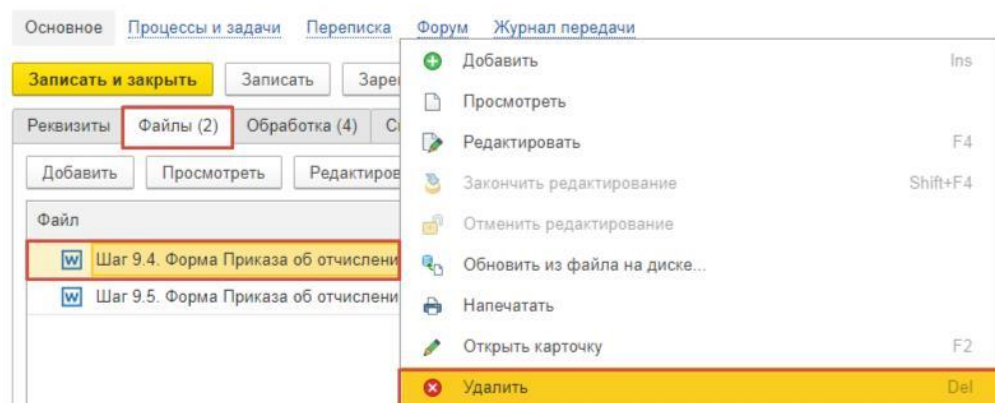 Основное Процессы и задачи Переписка Форум Журнал передачи
Записать и закрыть Записать
Реквизиты Файлы (2) Обработка (4)
Добавить Просмотреть
Файл
Шаг 9.4. Форма Приказа об
Шаг 9.5. Форма Приказа об
Добавить Ins
Просмотреть
Редактировать F4
Закончить редактирование Shift+F4
Отменить редактирование
Обновить из файла на диске...
Напечатать
Открыть карточку F2
Удалить Del